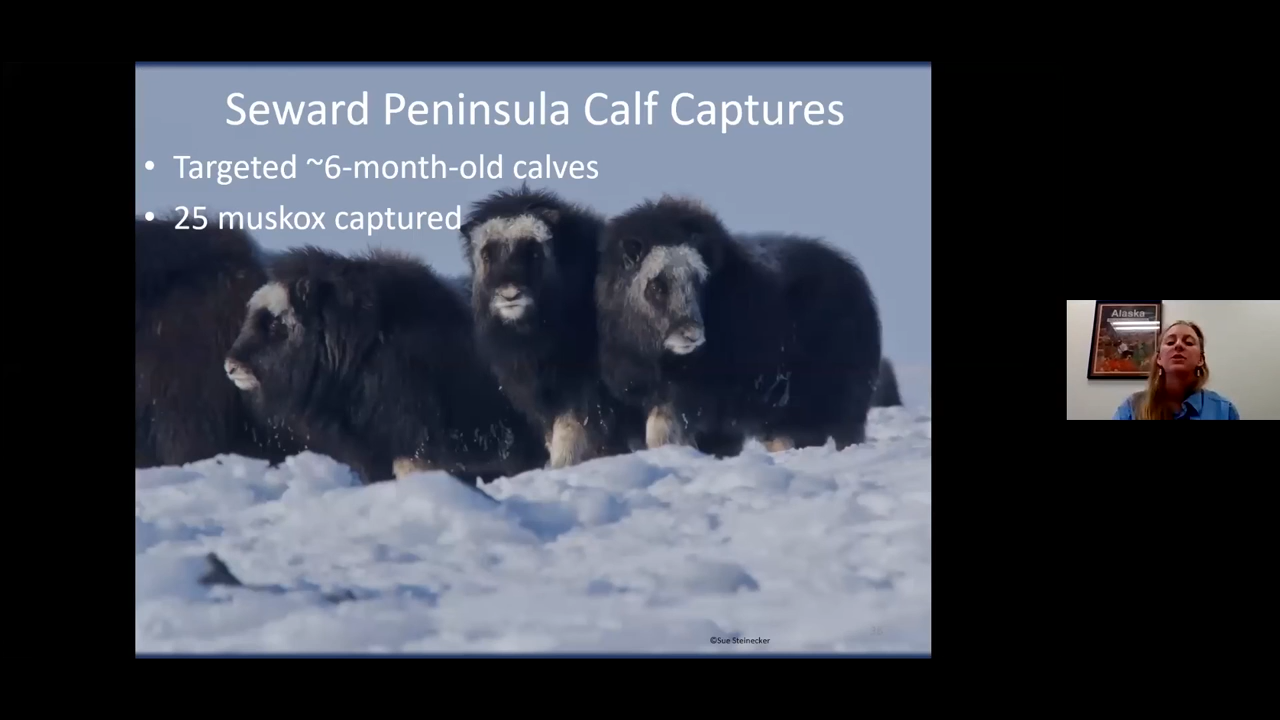 Seward Peninsula Calf Captures
• Targeted ~6-month-old calves
• 25 muskox captured
©Sue Steinecker
Alaska